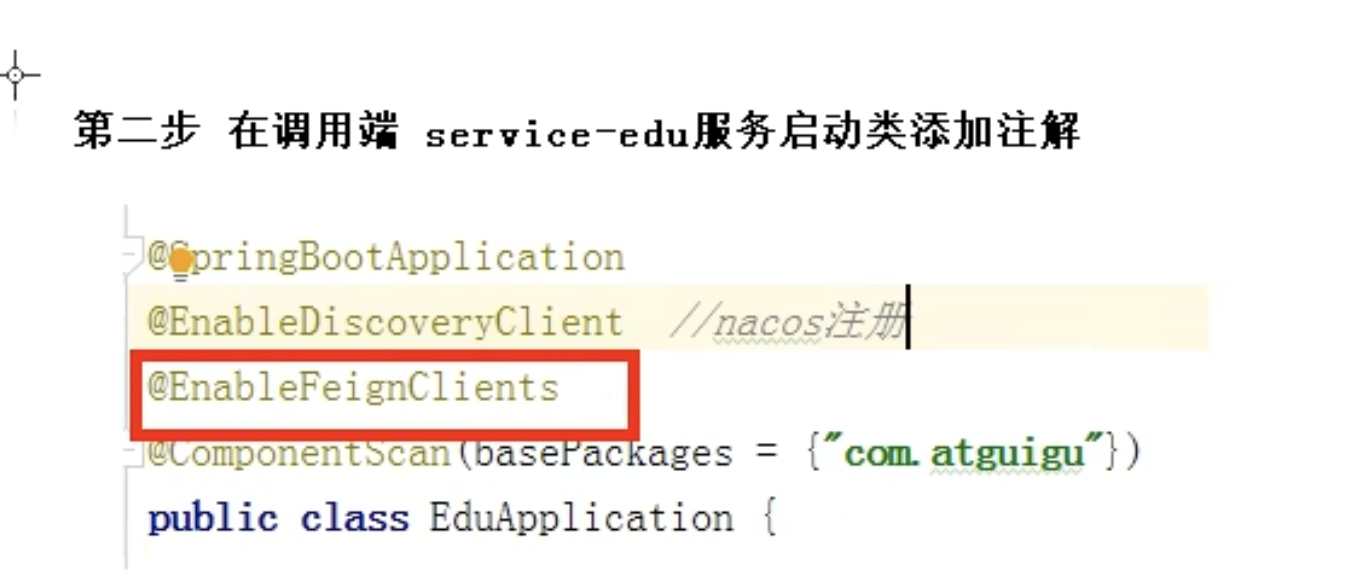 第二步 在调用端 service-edu服务启动类添加注解
@SpringBootApplication
@EnableDiscoveryClient //nacos注册
@EnableFeignClients
@ComponentScan(basePackages = {"com.atguigu"})
public class EduApplication {